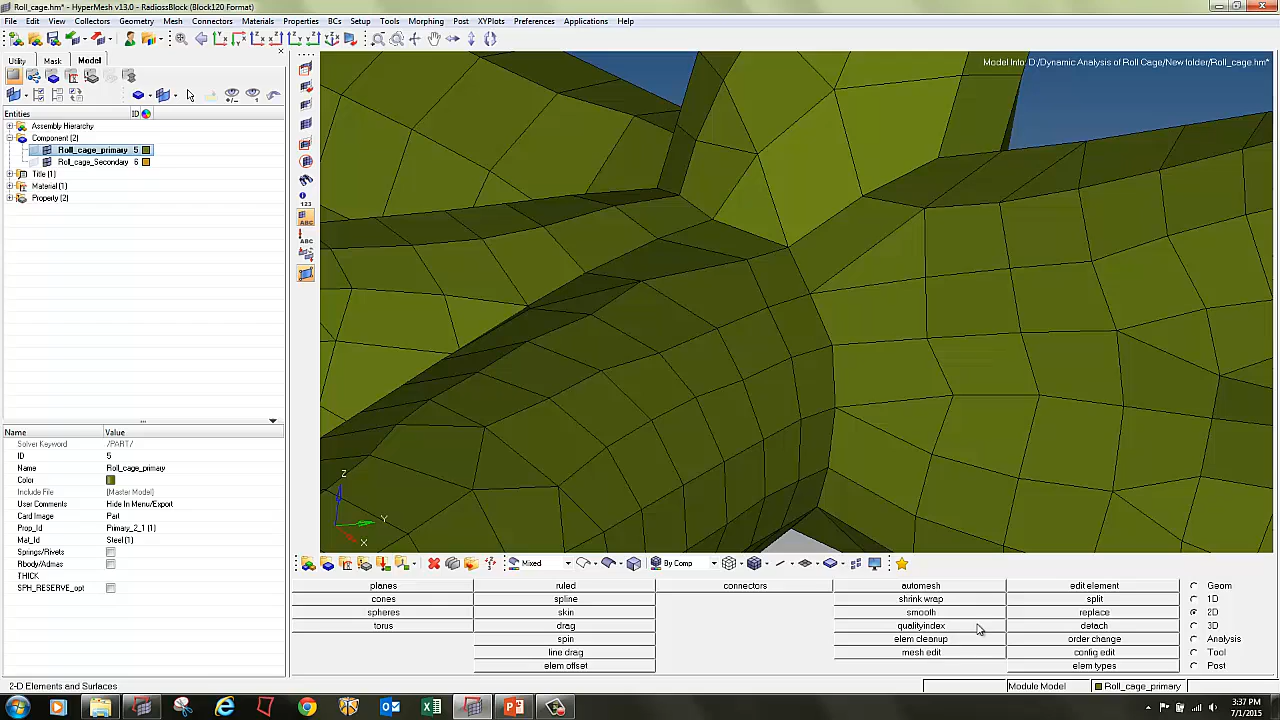 Roll_cage.hm* - HyperMesh v13.0 - RadiossBlock (Block120 Format)
File Edit View Collectors Geometry Mesh Connectors Materials Properties BCs Setup Tools Morphing Post XYPlots Preferences Applications Help
Utility Mask Model
Model Info: D:/Dynamic Analysis of Roll Cage/New folder/Roll_cage.hm*
Entities ID
Assembly Hierarchy
Component (2)
Roll_cage_primary 5
Roll_cage_Secondary 6
Title (1)
Material (1)
Property (2)
123
ABC
ABC
Name Value
Solver Keyword /PART/
ID 5
Name Roll_cage_primary
Color
Include File [Master Model]
User Comments Hide In Menu/Export
Card Image Part
Prop_Id Primary_2_1 (1)
Mat_Id Steel (1)
Springs/Rivets
Rbody/Admas
THICK
SPH_RESERVE_opt
Z
Y
X
Mixed By Comp
planes ruled connectors automesh edit element Geom
cones spline shrink wrap split 1D
spheres skin smooth replace 2D
torus drag qualityindex detach 3D
spin elem cleanup order change Analysis
line drag mesh edit config edit Tool
elem offset elem types Post
2-D Elements and Surfaces Module Model Roll_cage_primary
3:37 PM
7/1/2015